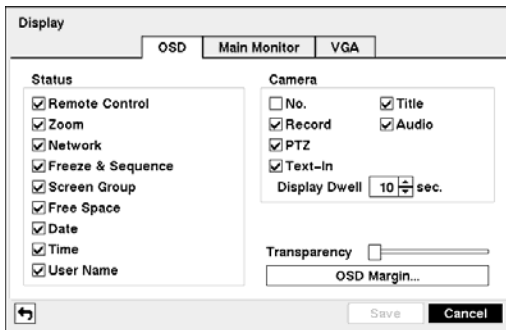 Display
OSD Main Monitor VGA
Status
Remote Control
Zoom
Network
Freeze & Sequence
Screen Group
Free Space
Date
Time
User Name
Camera
No. Title
Record Audio
PTZ
Text-In
Display Dwell 10 sec.
Transparency
OSD Margin...
Save Cancel